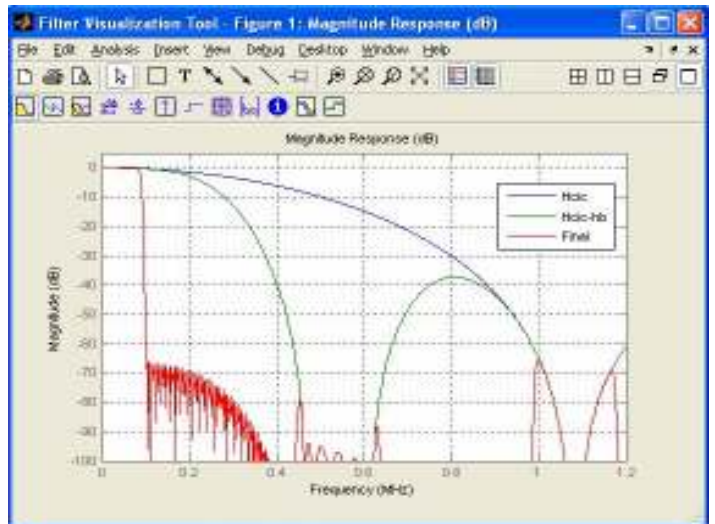 Filter Visualization Tool - Figure 1: Magnitude Response (dB)
File Edit Analysis Insert View Debug Desktop Window Help
Magnitude Response (dB)
0
-10
-20
-30
-40
-50
-60
-70
-80
-90
-100
Magnitude (dB)
Hcic
Hcic-hb
Final
0 0.2 0.4 0.6 0.8 1 1.2
Frequency (MHz)